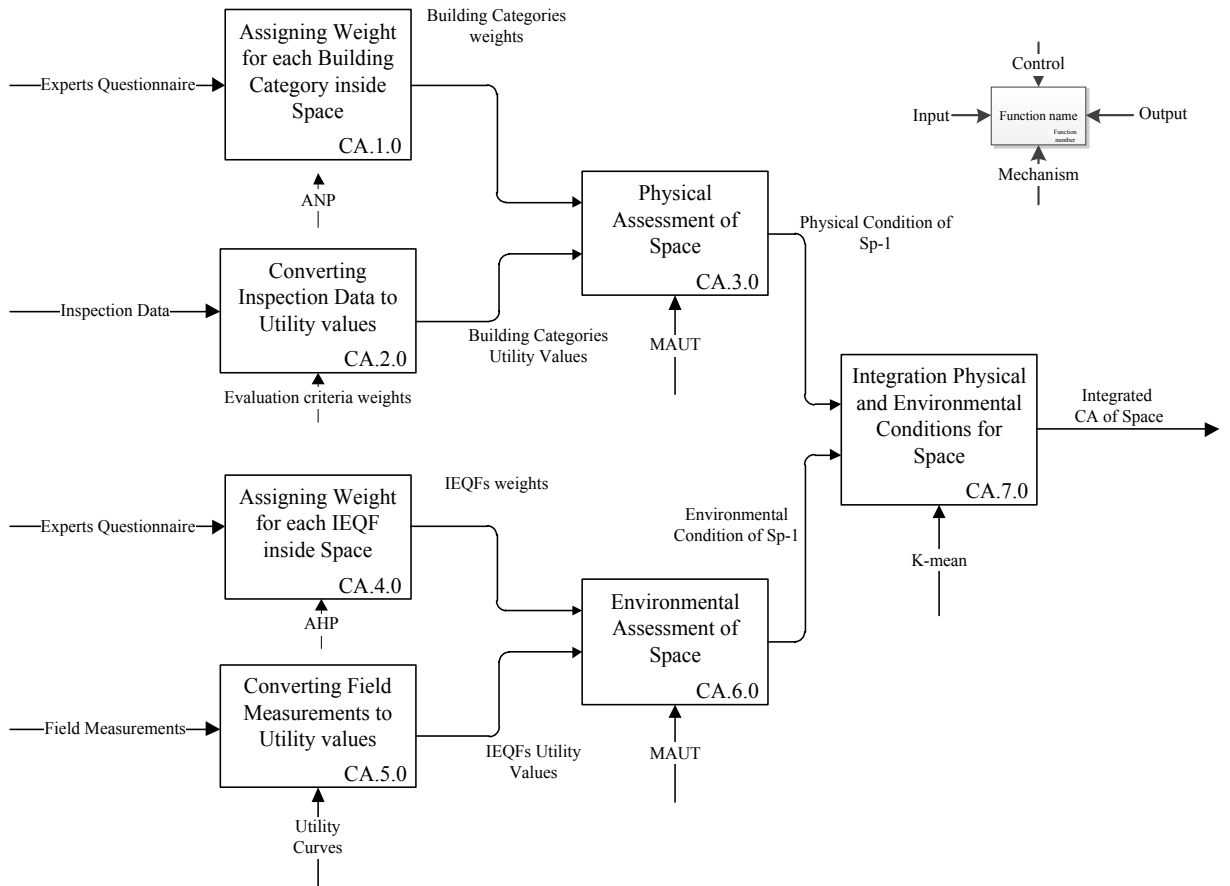 Building Categories
weights
Assigning Weight
for each Building
Category inside
Space
CA.1.0
Experts Questionnaire
ANP
Control
Input
Function name
Function
number
Output
Mechanism
Physical
Assessment of
Space
CA.3.0
Physical Condition of
Sp-1
Converting
Inspection Data to
Utility values
CA.2.0
Inspection Data
Building Categories
Utility Values
MAUT
Evaluation criteria weights
Integration Physical
and Environmental
Conditions for
Space
CA.7.0
Integrated
CA of Space
K-mean
Assigning Weight
for each IEQF
inside Space
CA.4.0
Experts Questionnaire
IEQFs weights
AHP
Environmental
Condition of Sp-1
Environmental
Assessment of
Space
CA.6.0
Converting Field
Measurements to
Utility values
CA.5.0
Field Measurements
IEQFs Utility
Values
MAUT
Utility
Curves